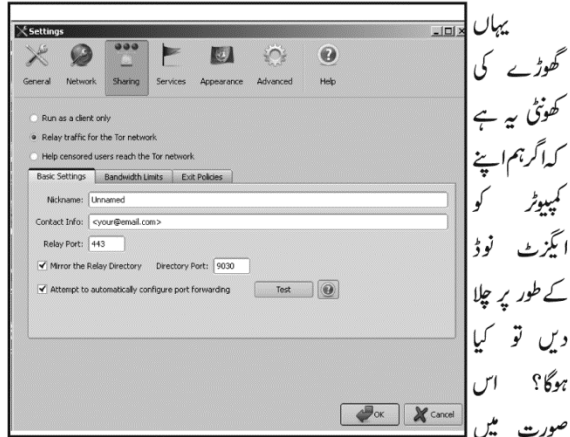 Settings
General Network Sharing Services Appearance Advanced Help
Run as a client only
Relay traffic for the Tor network
Help censored users reach the Tor network
Basic Settings Bandwidth Limits Exit Policies
Nickname: Unnamed
Contact Info: <your@email.com>
Relay Port: 443
Mirror the Relay Directory Directory Port: 9030
Attempt to automatically configure port forwarding Test
OK Cancel
یہاں
گھوڑے کی
کھونٹی یہ ہے
کہ اگر ہم اپنے
کمپیوٹر کو
ایگزٹ نوڈ
کے طور پر چلا
دیں تو کیا
ہوگا؟ اس
صورت میں